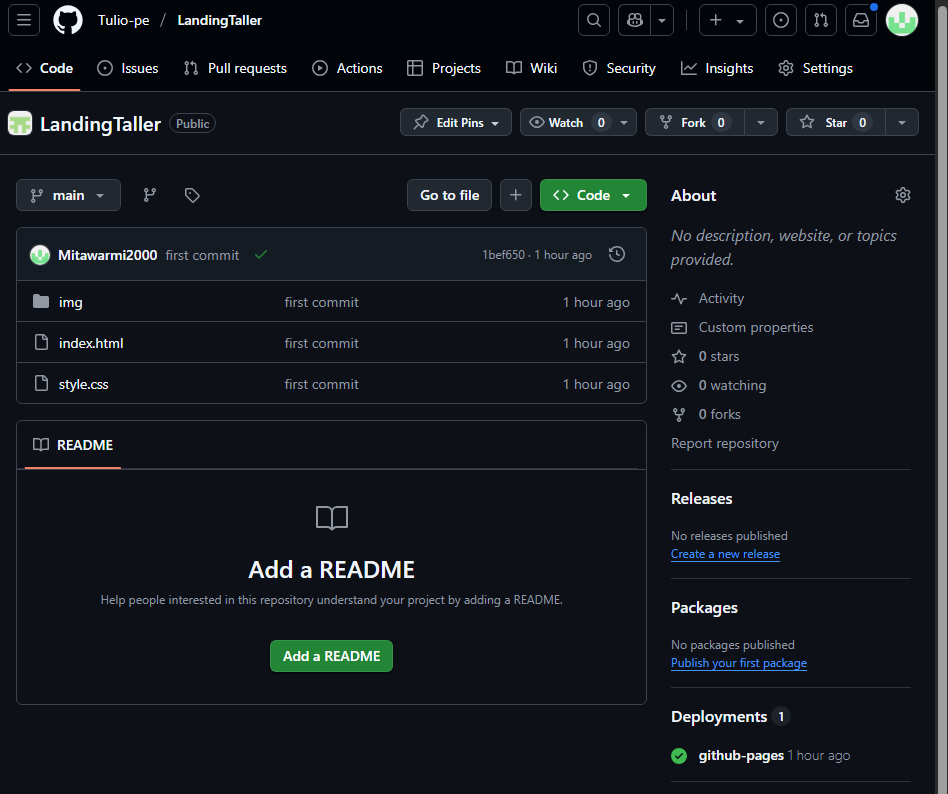 Tulio-pe / LandingTaller
Code Issues Pull requests Actions Projects Wiki Security Insights Settings
LandingTaller Public Edit Pins Watch 0 Fork 0 Star 0
main Go to file Code
Mitawarmi2000 first commit 1bef650 · 1 hour ago
img first commit 1 hour ago
index.html first commit 1 hour ago
style.css first commit 1 hour ago
README
Add a README
Help people interested in this repository understand your project by adding a README.
Add a README
About
No description, website, or topics
provided.
Activity
Custom properties
0 stars
0 watching
0 forks
Report repository
Releases
No releases published
Create a new release
Packages
No packages published
Publish your first package
Deployments 1
github-pages 1 hour ago